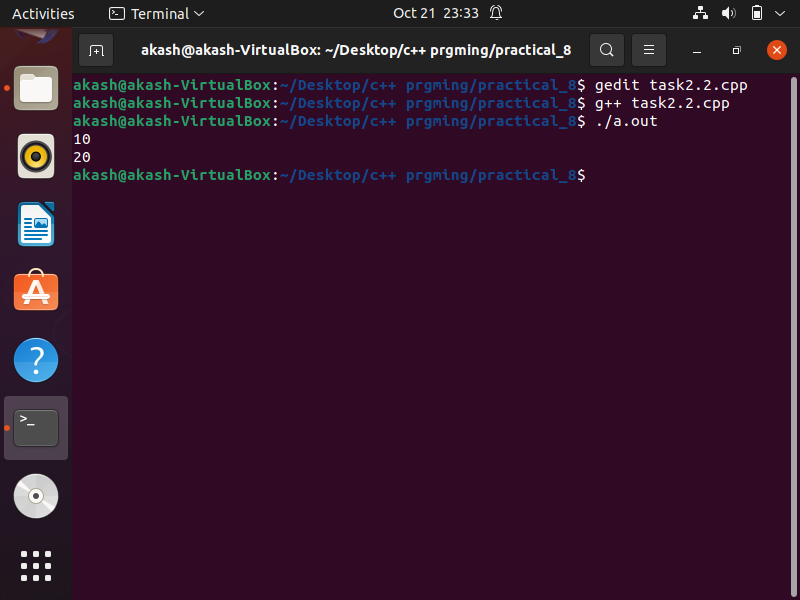 Activities Terminal Oct 21 23:33
akash@akash-VirtualBox: ~/Desktop/c++ prgming/practical_8
akash@akash-VirtualBox:~/Desktop/c++ prgming/practical_8$ gedit task2.2.cpp
akash@akash-VirtualBox:~/Desktop/c++ prgming/practical_8$ g++ task2.2.cpp
akash@akash-VirtualBox:~/Desktop/c++ prgming/practical_8$ ./a.out
10
20
akash@akash-VirtualBox:~/Desktop/c++ prgming/practical_8$